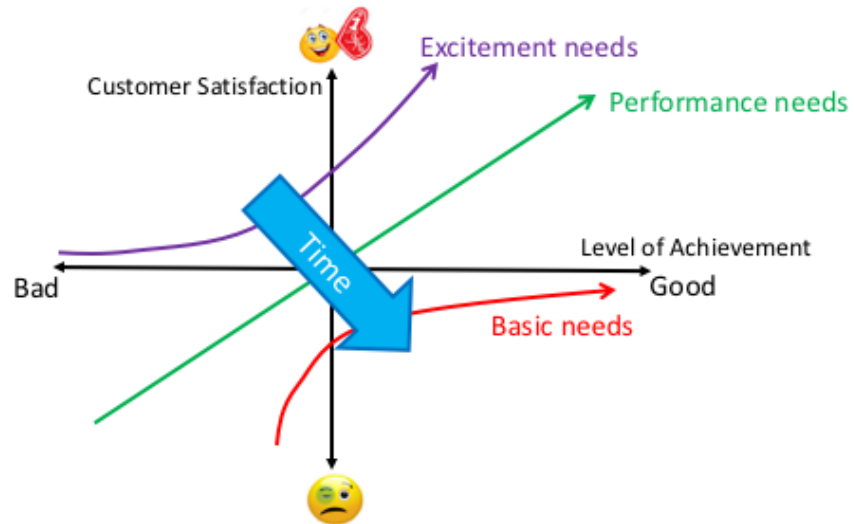 Excitement needs
Customer Satisfaction
Performance needs
Time
Level of Achievement
Bad
Good
Basic needs